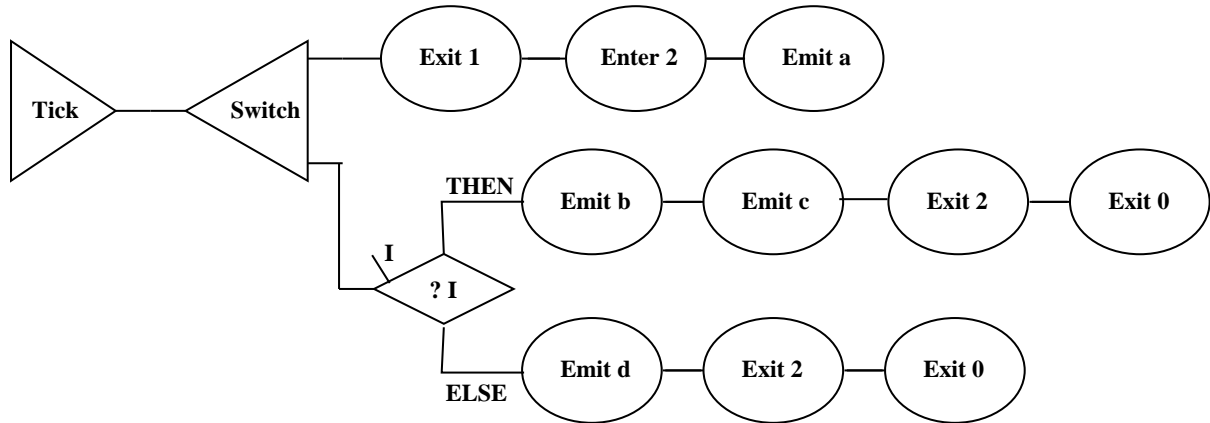 Tick
Switch
Exit 1
Enter 2
Emit a
THEN
Emit b
Emit c
Exit 2
Exit 0
I
? I
ELSE
Emit d
Exit 2
Exit 0